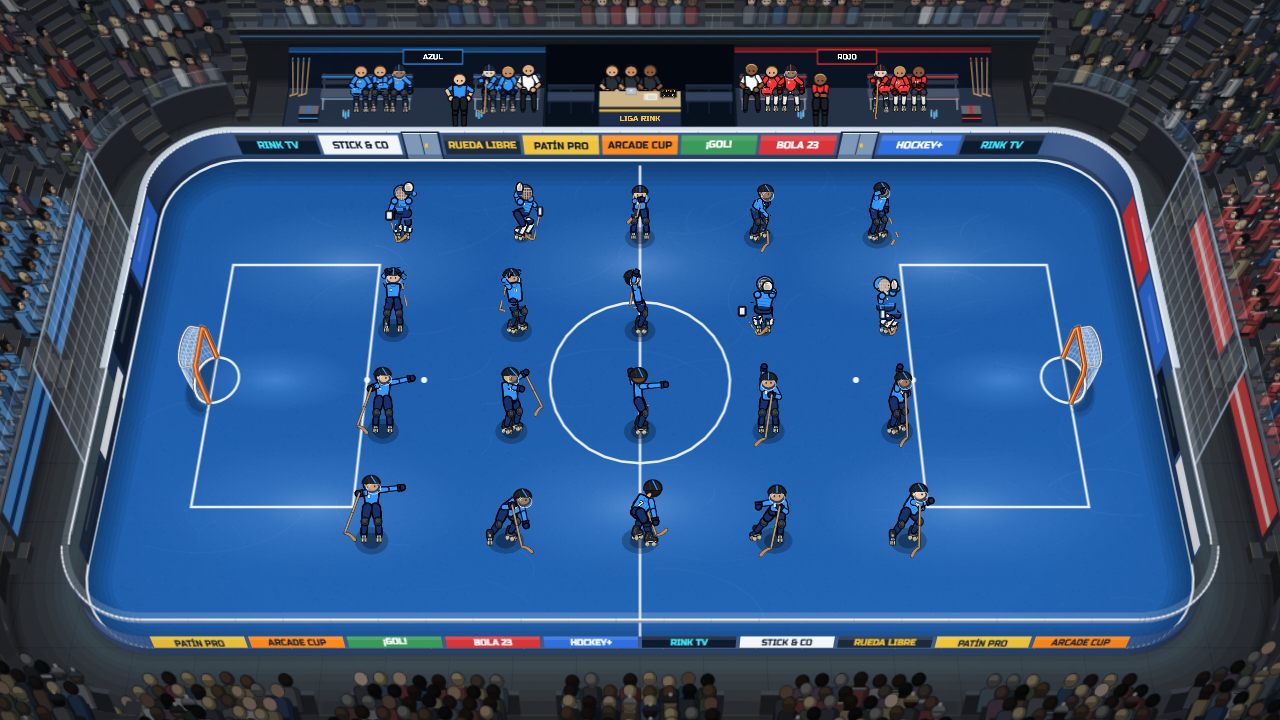 AZUL
ROJO
LIGA RINK
RINK TV
STICK & CO
RUEDA LIBRE
PATÍN PRO
ARCADE CUP
¡GOL!
BOLA 23
HOCKEY+
RINK TV
PATÍN PRO
ARCADE CUP
¡GOL!
BOLA 23
HOCKEY+
RINK TV
STICK & CO
RUEDA LIBRE
PATÍN PRO
ARCADE CUP